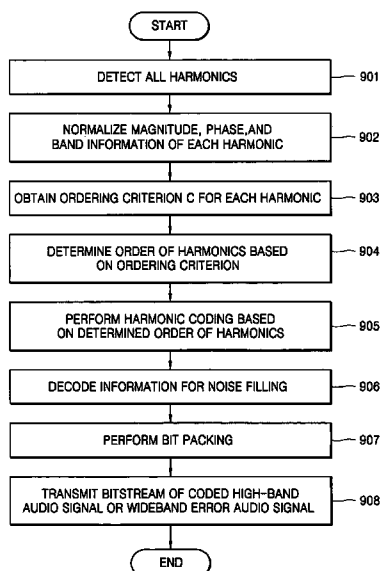 START
DETECT ALL HARMONICS
901
NORMALIZE MAGNITUDE, PHASE,AND
BAND INFORMATION OF EACH HARMONIC
902
OBTAIN ORDERING CRITERION C FOR EACH HARMONIC
903
DETERMINE ORDER OF HARMONICS BASED
ON ORDERING CRITERION
904
PERFORM HARMONIC CODING BASED
ON DETERMINED ORDER OF HARMONICS
905
DECODE INFORMATION FOR NOISE FILLING
906
PERFORM BIT PACKING
907
TRANSMIT BITSTREAM OF CODED HIGH-BAND
AUDIO SIGNAL OR WIDEBAND ERROR AUDIO SIGNAL
908
END